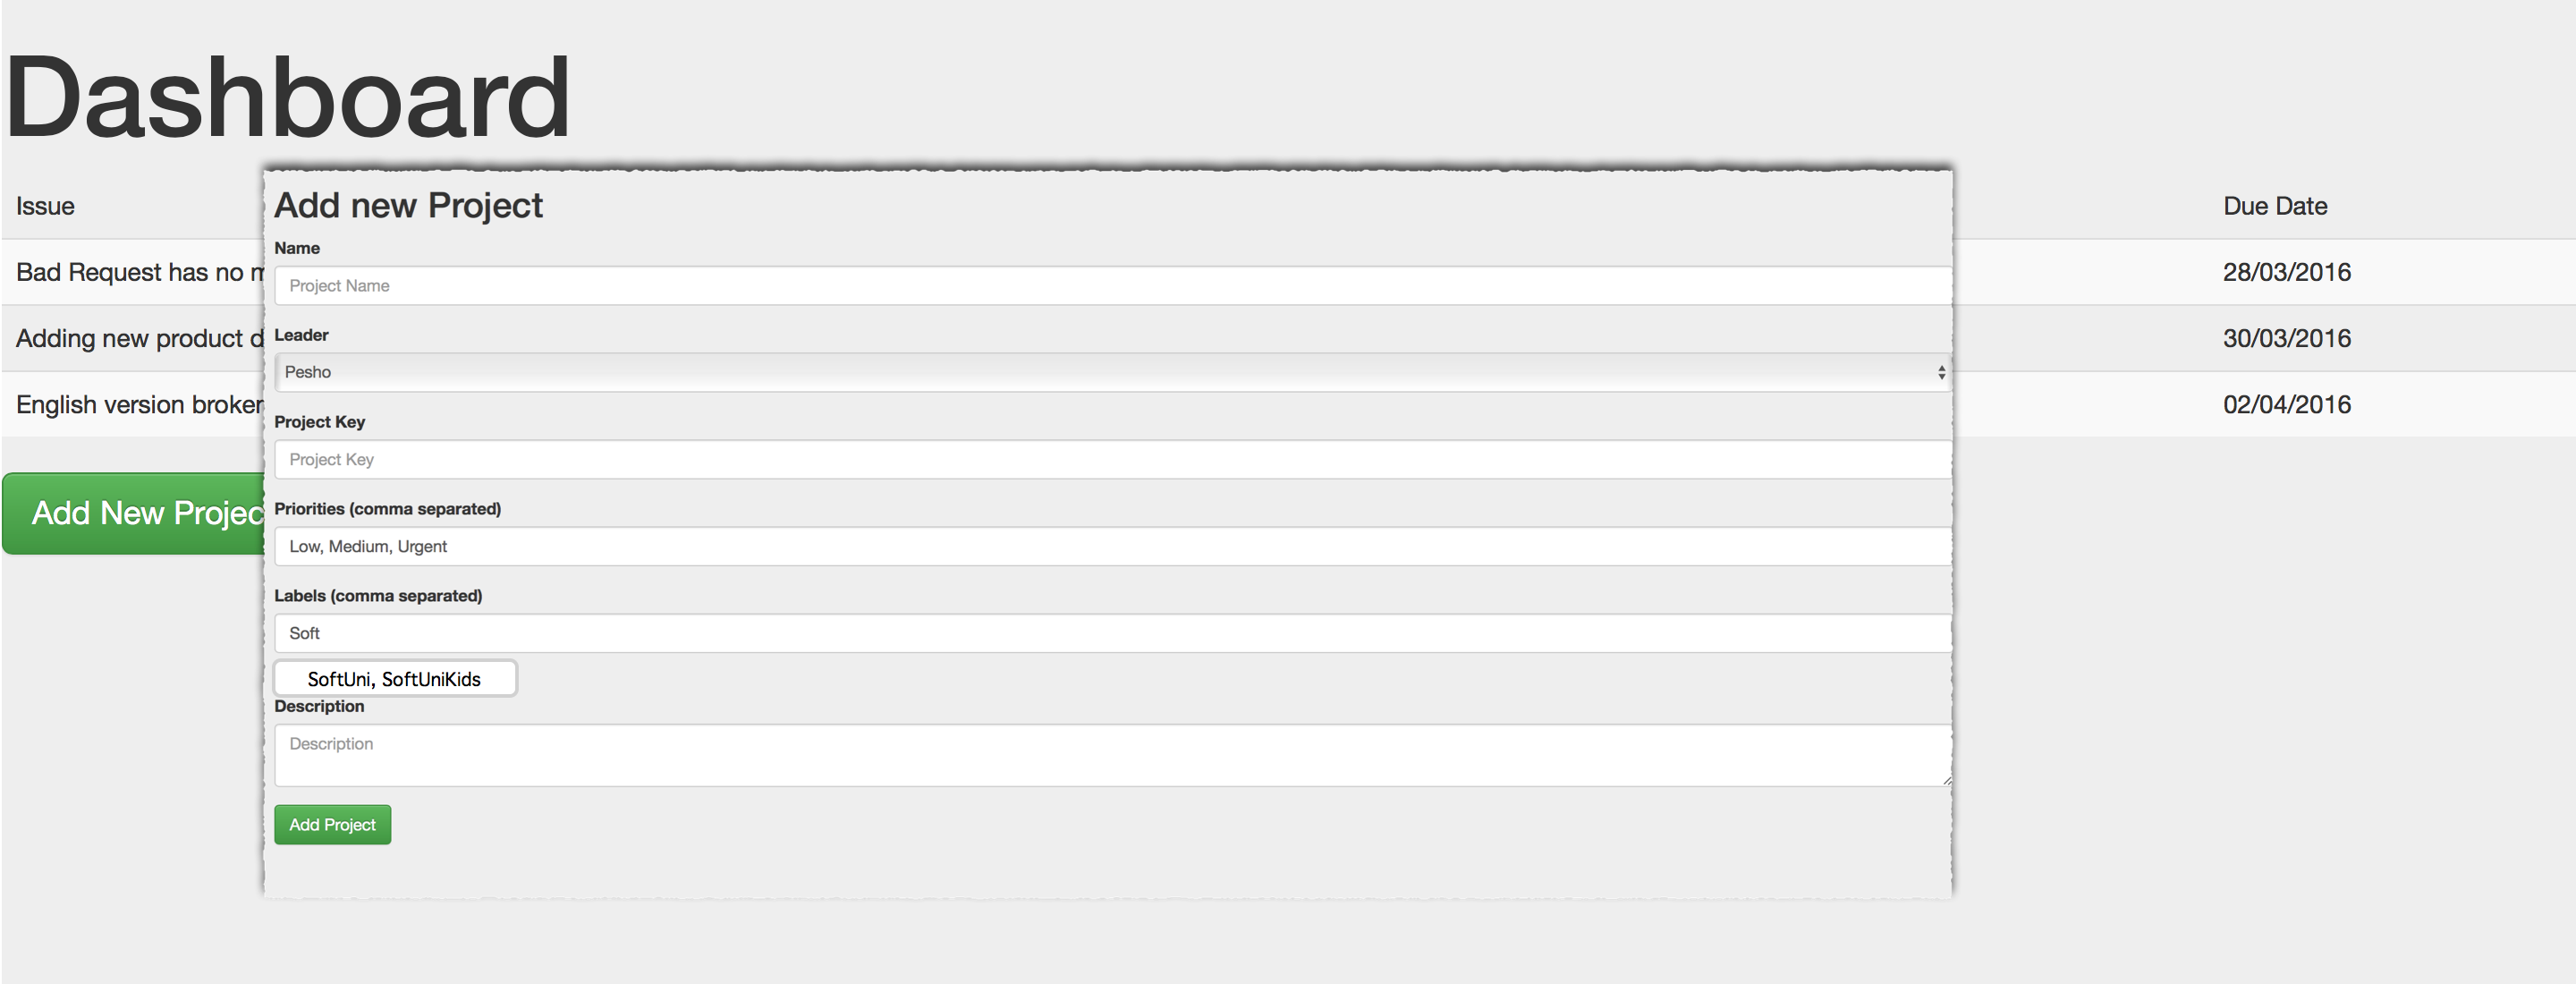 Dashboard
Issue
Due Date
Bad Request has no
28/03/2016
Adding new product
30/03/2016
English version
02/04/2016
Add New
Add new Project
Name
Project Name
Leader
Pesho
Project Key
Project Key
Priorities (comma separated)
Low, Medium, Urgent
Labels (comma separated)
Soft
SoftUni, SoftUniKids
Description
Description
Add Project